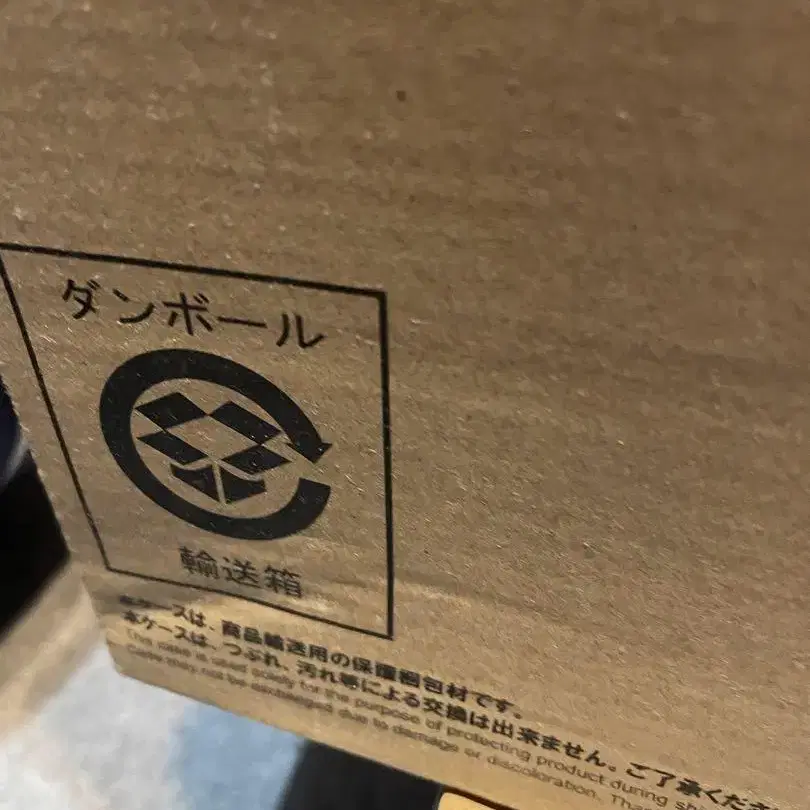 ダンボール
輸送箱
本ケースは、商品輸送用の保護梱包材です。
本ケースは、つぶれ、汚れ等による交換は出来ません。ご了承くださ
This case is used solely for the purpose of protecting product during sh
Case may not be exchanged due to damage or discoloration. Than